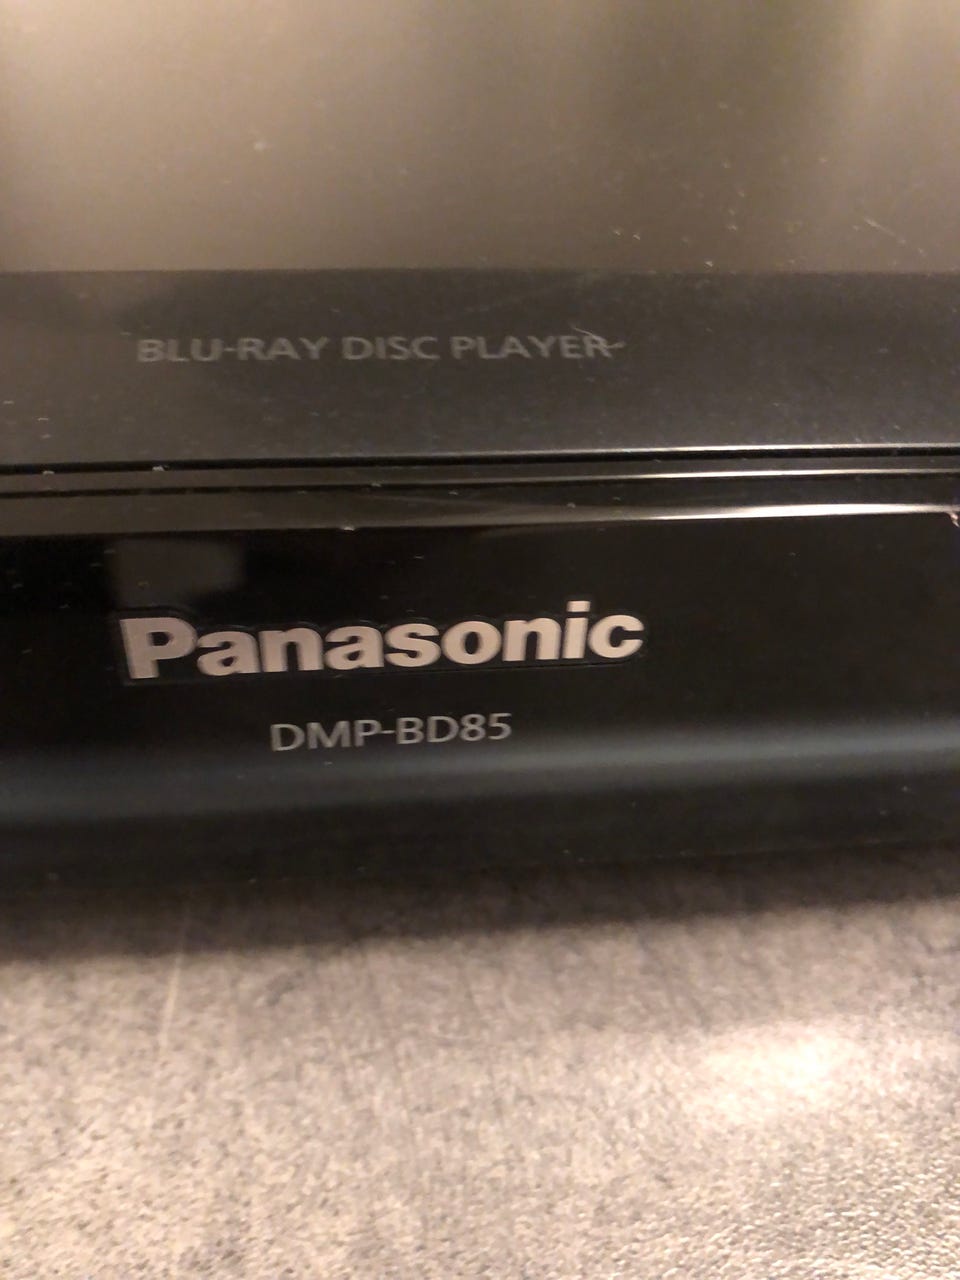 BLU-RAY DISC PLAYER
Panasonic
DMP-BD85